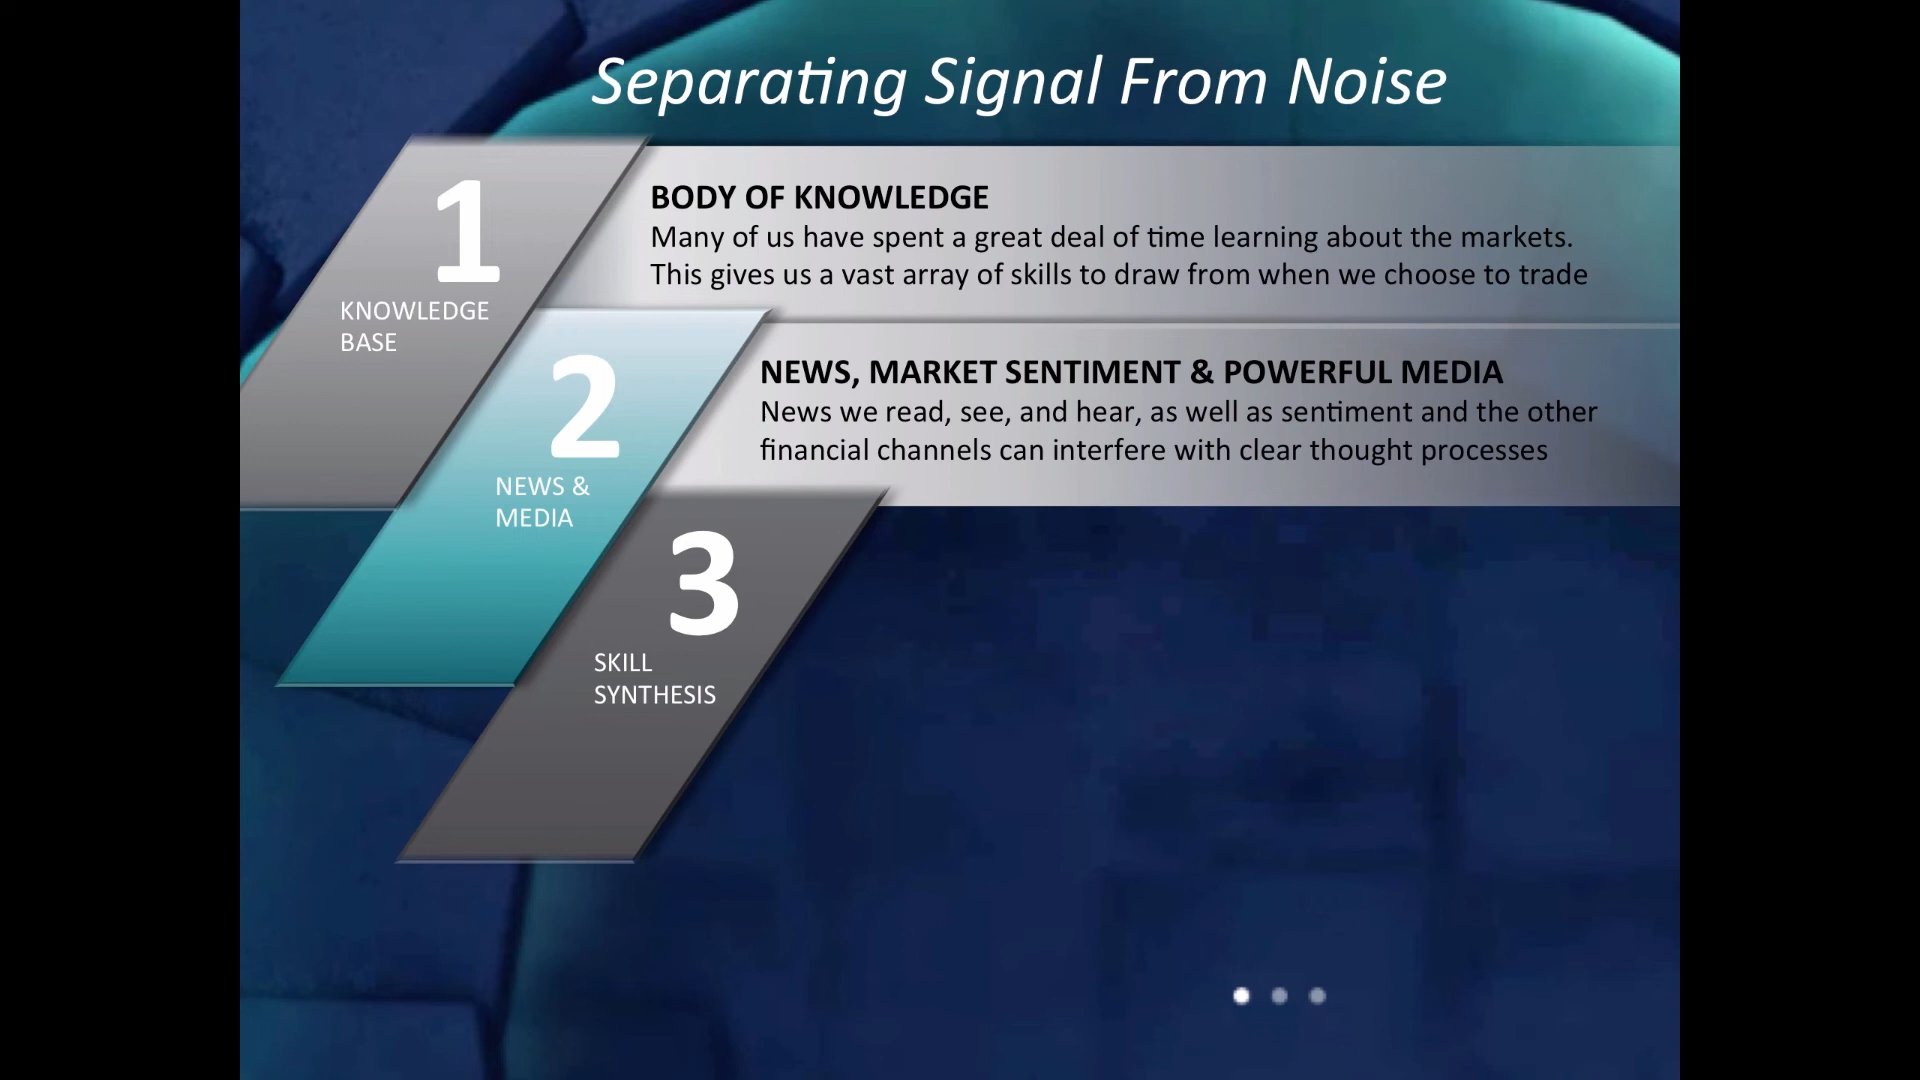 Separating Signal From Noise
1
KNOWLEDGE
BASE
BODY OF KNOWLEDGE
Many of us have spent a great deal of time learning about the markets.
This gives us a vast array of skills to draw from when we choose to trade
2
NEWS &
MEDIA
NEWS, MARKET SENTIMENT & POWERFUL MEDIA
News we read, see, and hear, as well as sentiment and the other
financial channels can interfere with clear thought processes
3
SKILL
SYNTHESIS